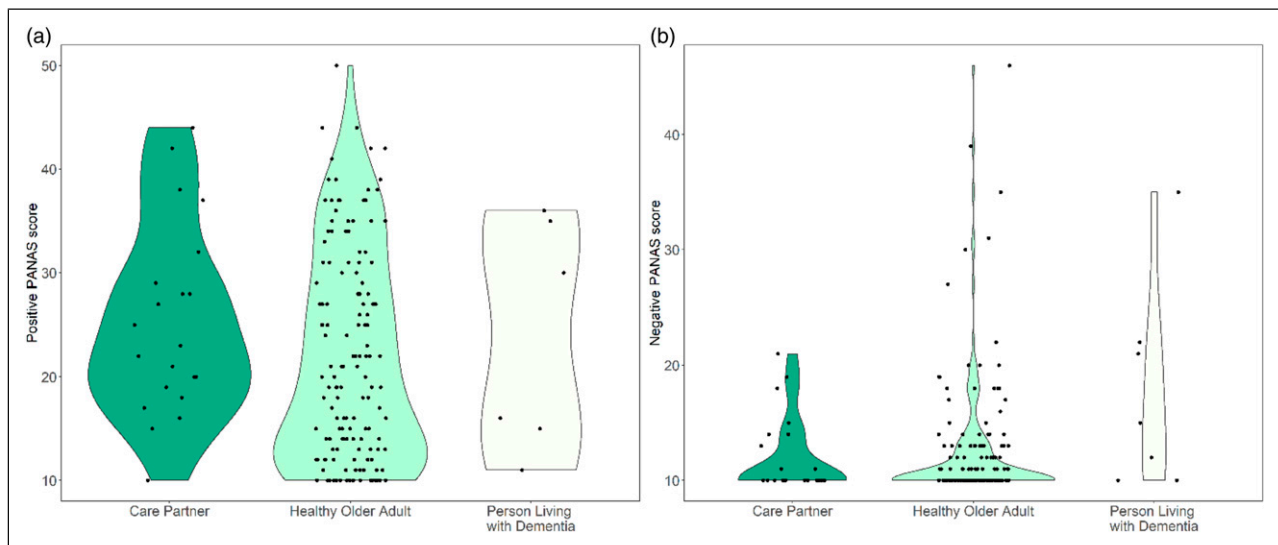 (a)
Positive PANAS score
50
40
30
20
10
Care Partner
Healthy Older Adult
Person Living
with Dementia
(b)
Negative PANAS score
40
30
20
10
Care Partner
Healthy Older Adult
Person Living
with Dementia